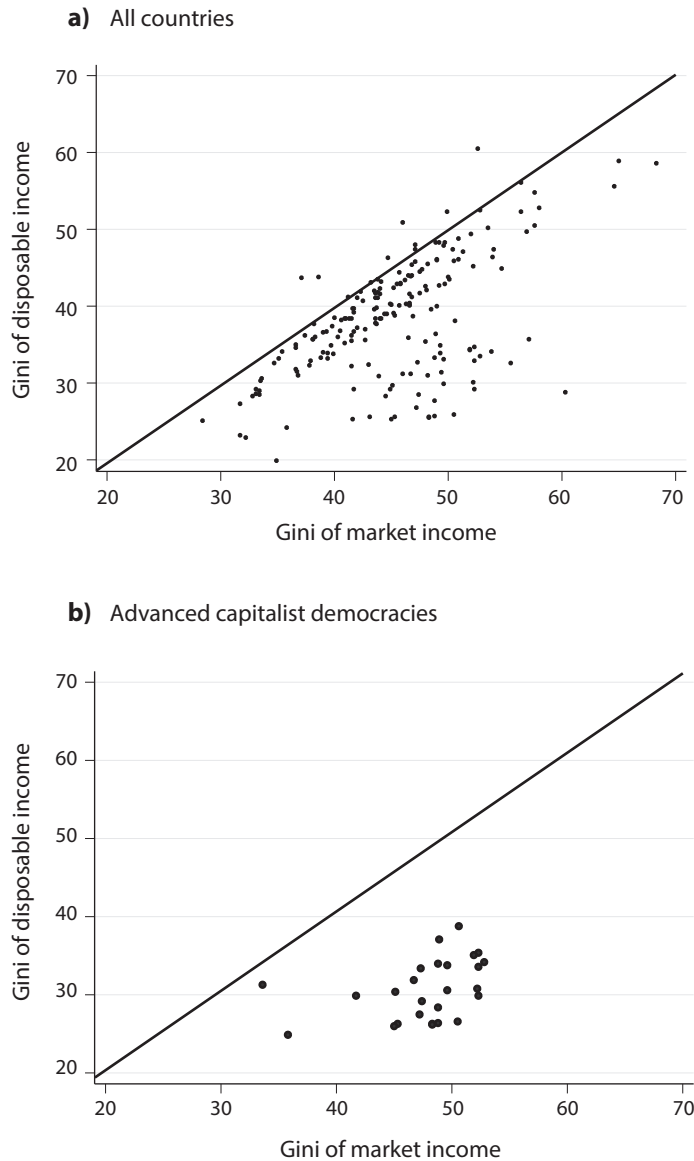 a) All countries
70
60
50
40
30
20
Gini of disposable income
20 30 40 50 60 70
Gini of market income
b) Advanced capitalist democracies
70
60
50
40
30
20
Gini of disposable income
20 30 40 50 60 70
Gini of market income